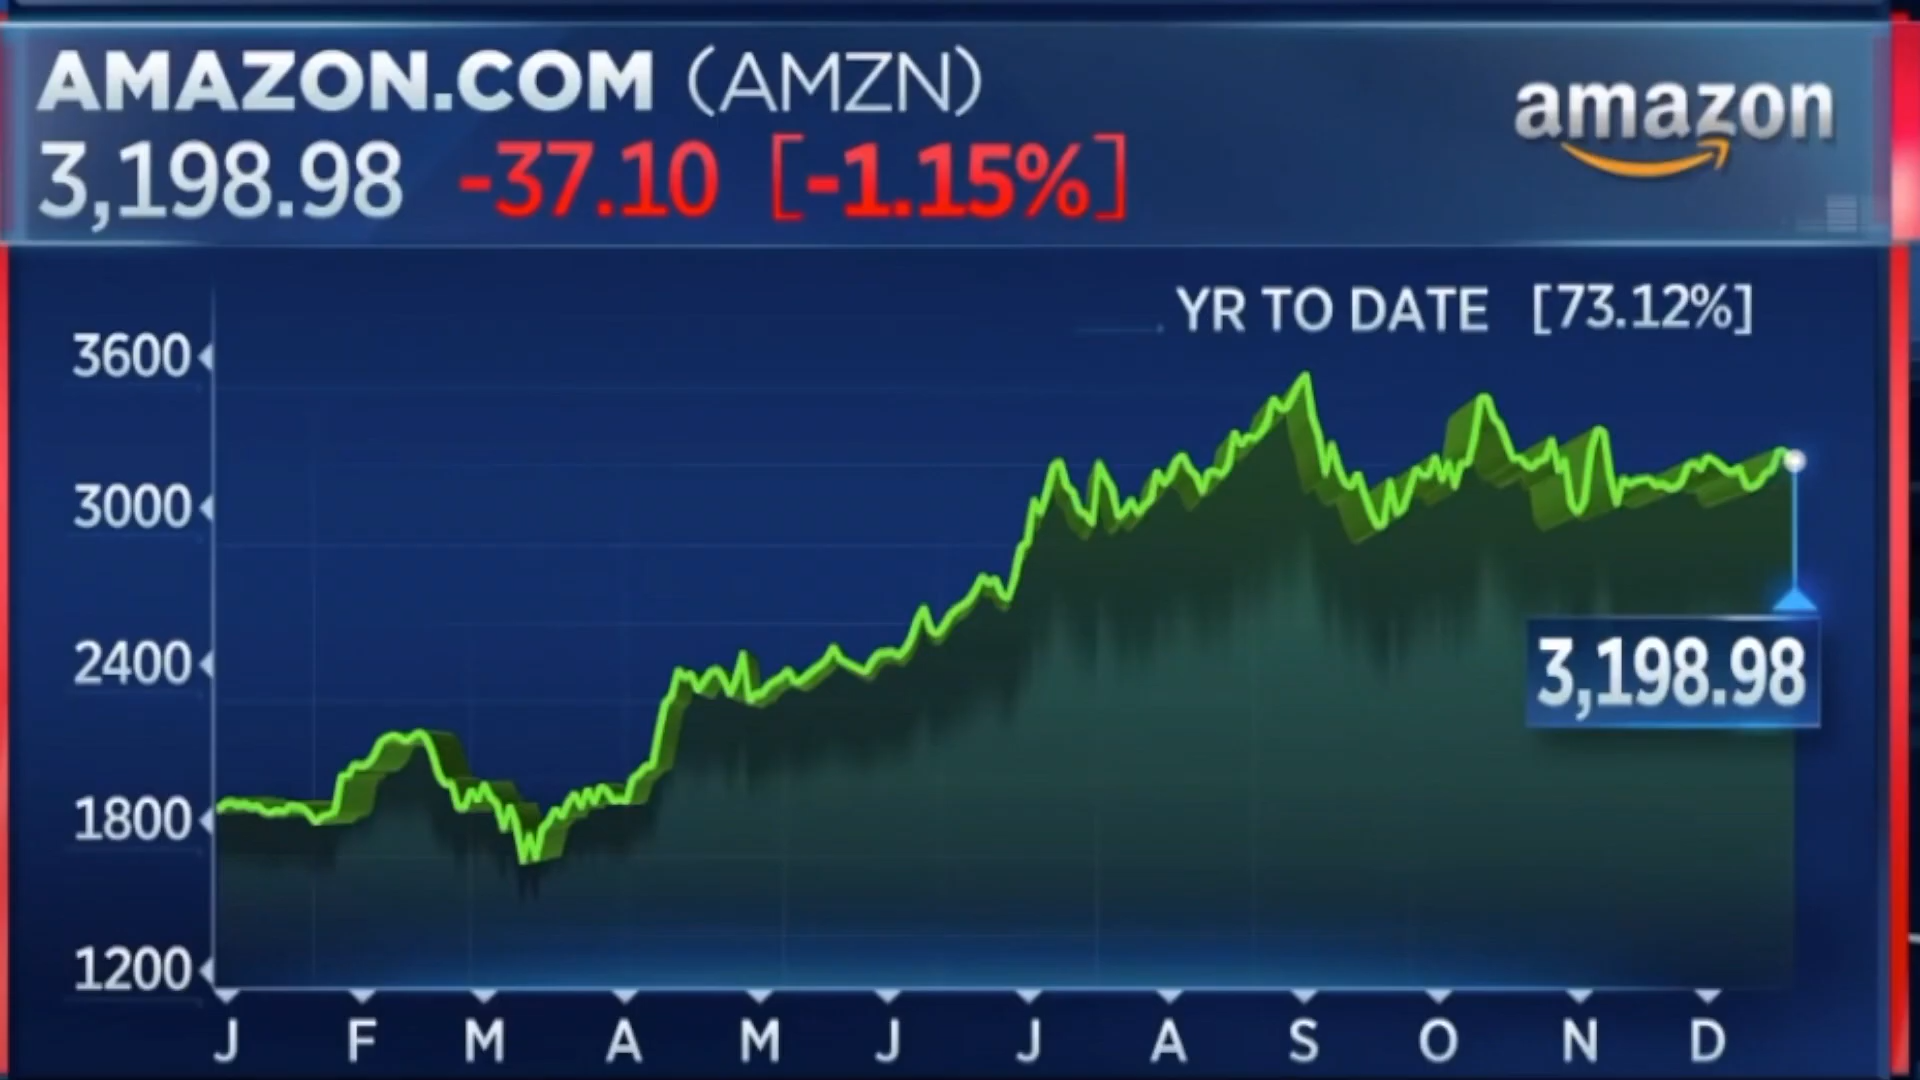 AMAZON.COM (AMZN)
3,198.98 -37.10 [-1.15%]
amazon
YR TO DATE [73.12%]
3600
3000
2400
1800
1200
3,198.98
J F M A M J J A S O N D